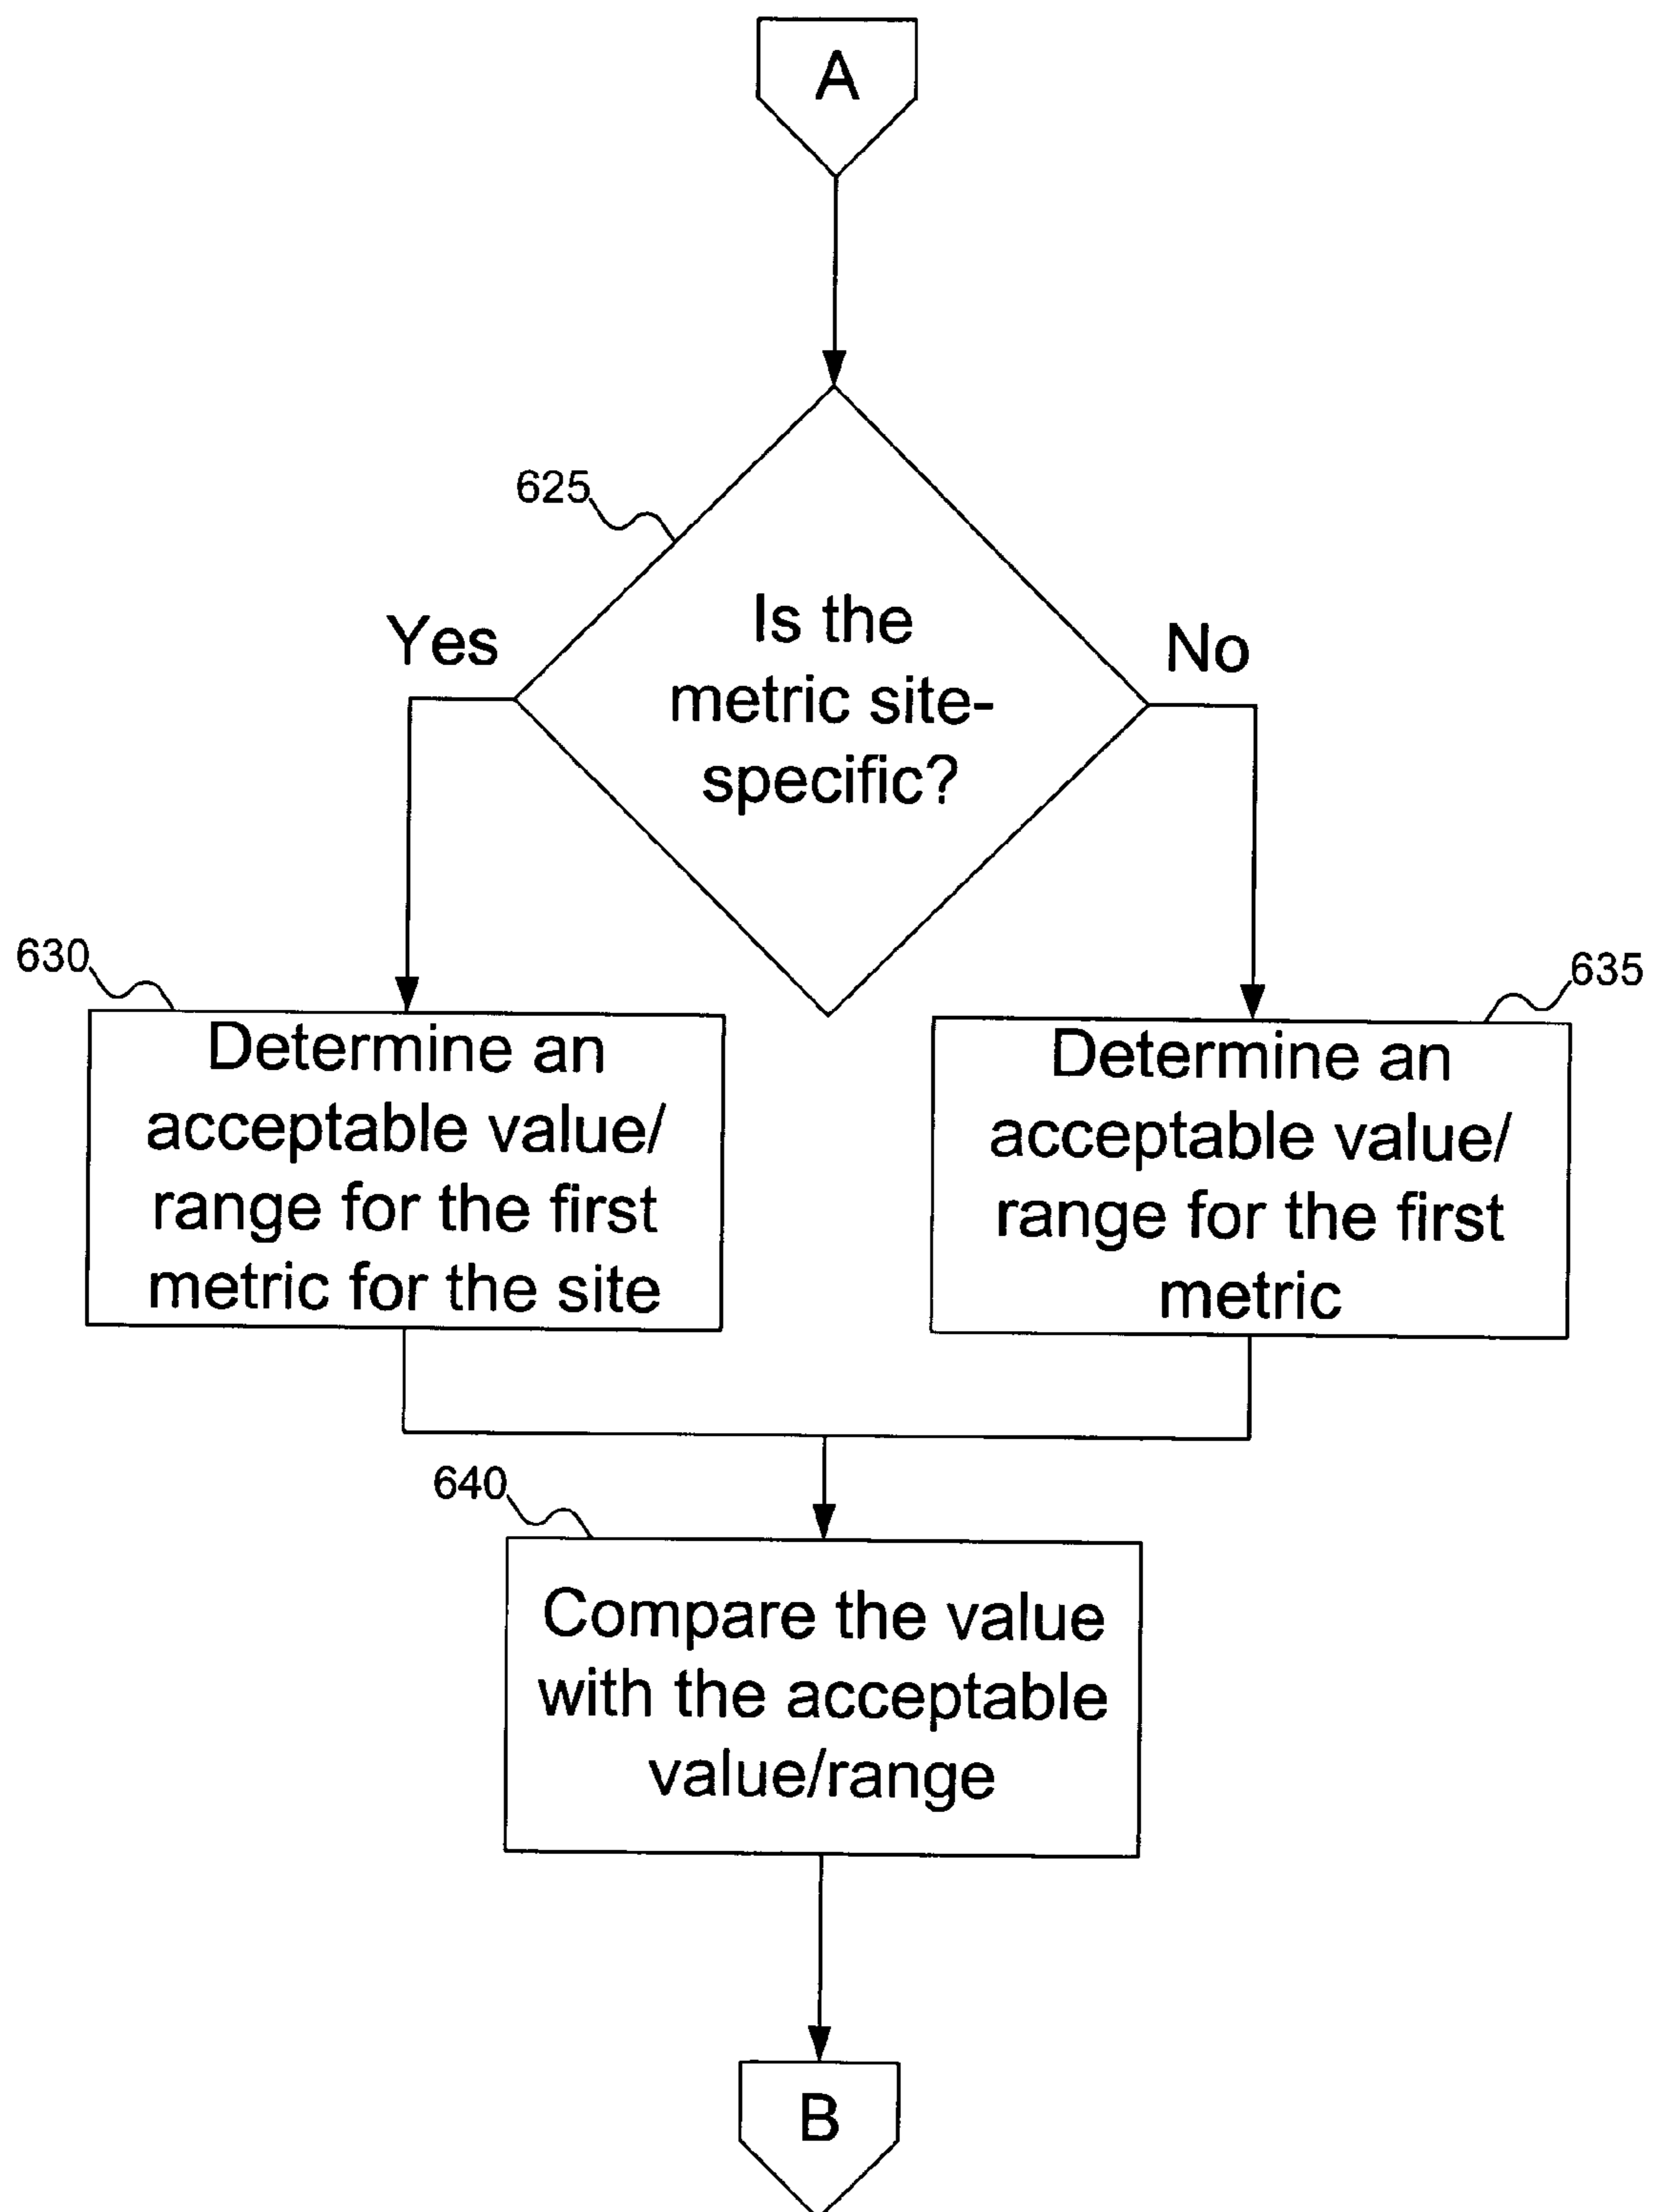 A
625
Is the
metric site-
specific?
Yes
No
630
Determine an
acceptable value/
range for the first
metric for the site
635
Determine an
acceptable value/
range for the first
metric
640
Compare the value
with the acceptable
value/range
B